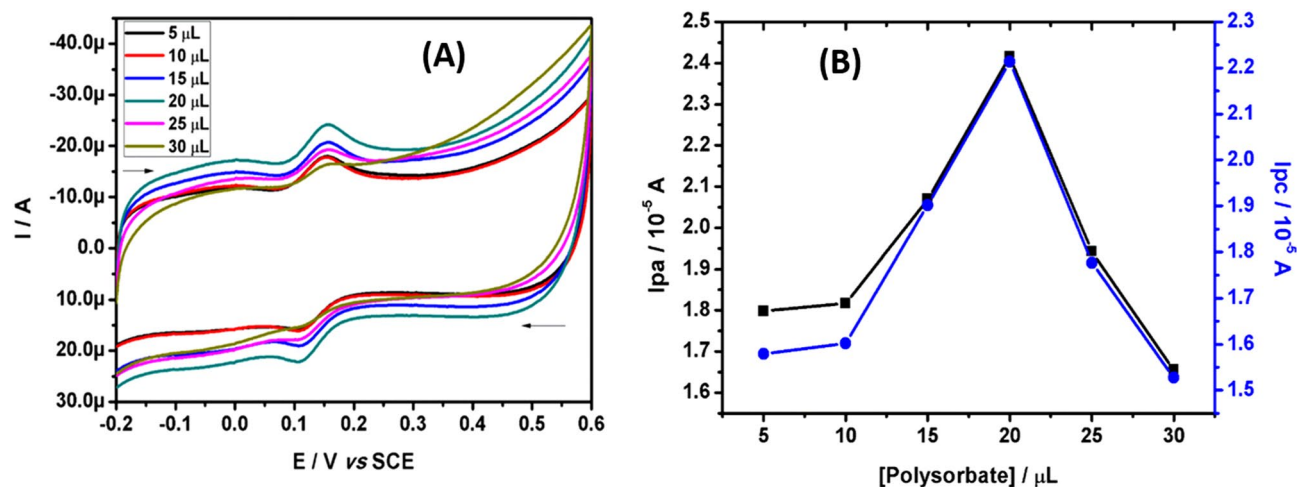 (A)
5 µL
10 µL
15 µL
20 µL
25 µL
30 µL
-40.0µ
-30.0µ
-20.0µ
-10.0µ
0.0
10.0µ
20.0µ
30.0µ
I / A
-0.2 -0.1 0.0 0.1 0.2 0.3 0.4 0.5 0.6
E / V vs SCE
(B)
2.5
2.4
2.3
2.2
2.1
2.0
1.9
1.8
1.7
1.6
Ipa / 10-5 A
2.3
2.2
2.1
2.0
1.9
1.8
1.7
1.6
1.5
Ipc / 10-5 A
5 10 15 20 25 30
[Polysorbate] / µL